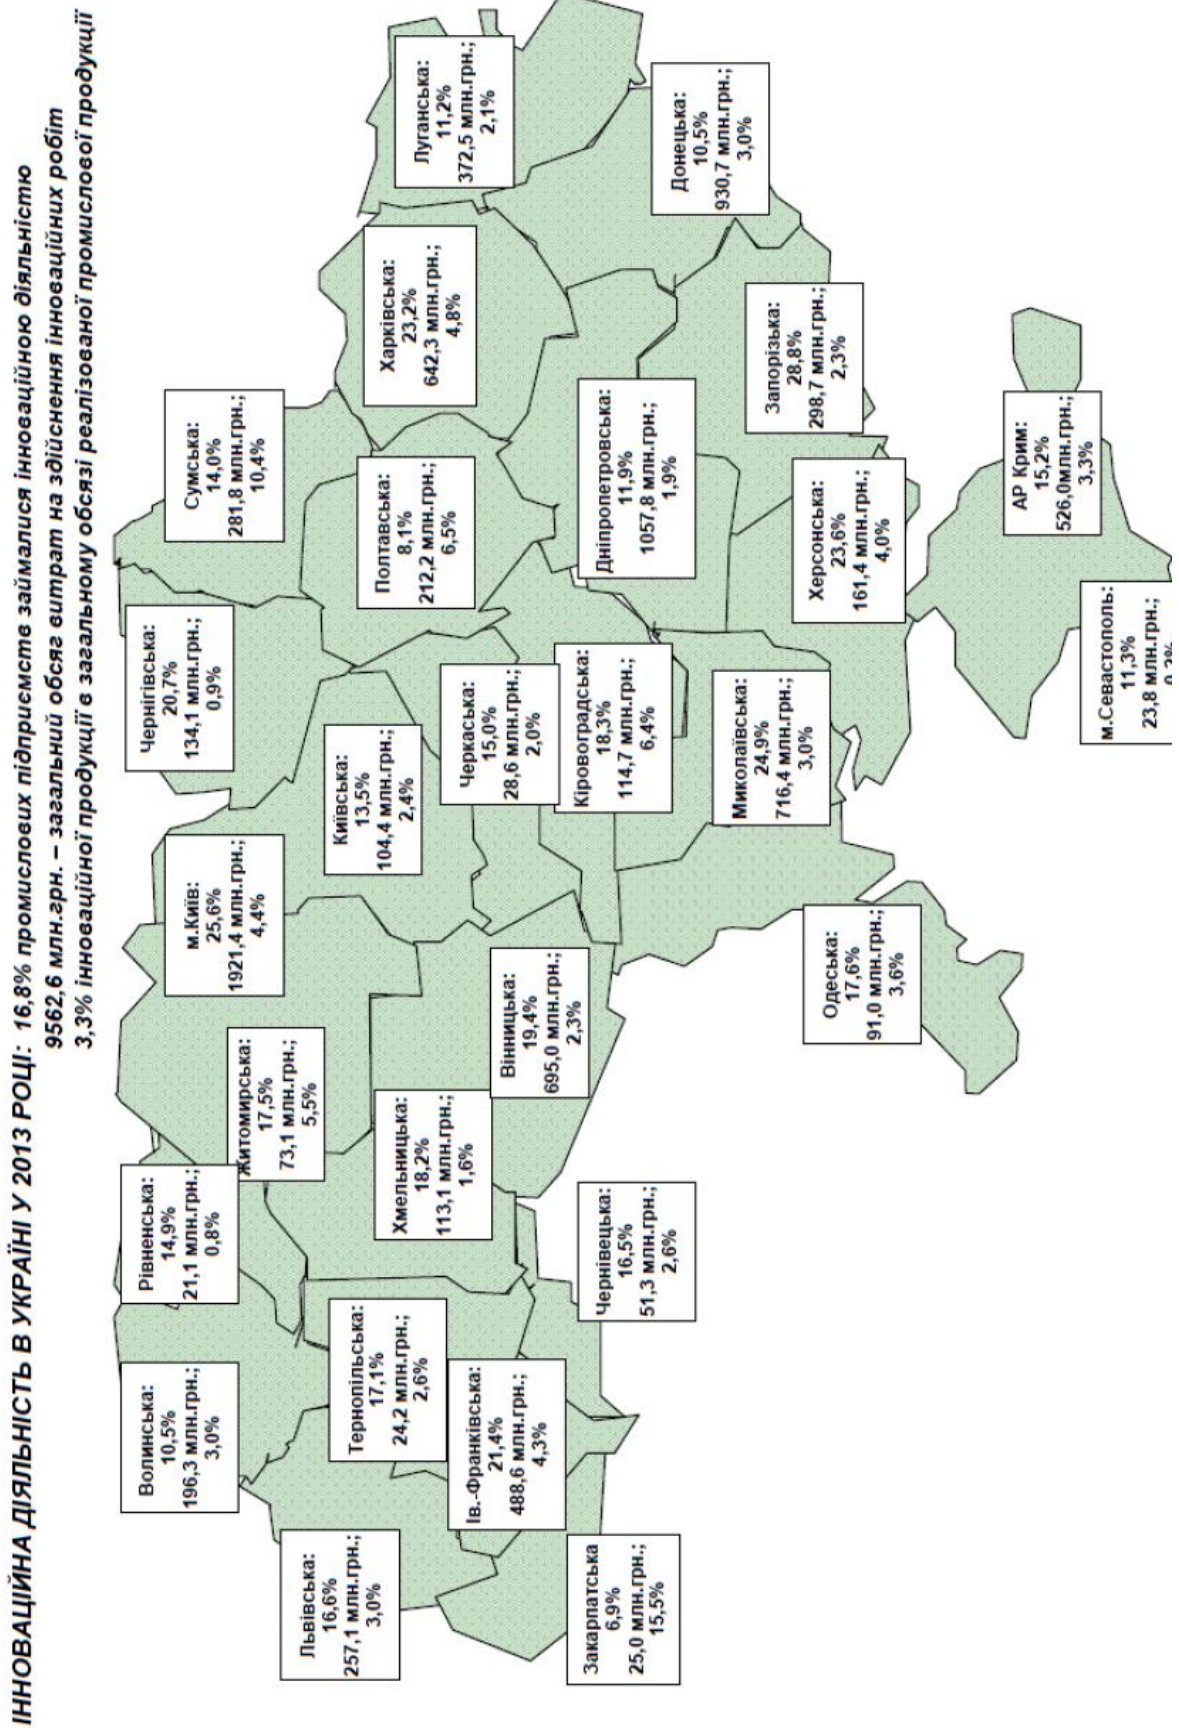 ІННОВАЦІЙНА ДІЯЛЬНІСТЬ В УКРАЇНІ У 2013 РОЦІ: 16,8% промислових підприємств займалися інноваційною діяльністю
9562,6 млн.грн. – загальний обсяг витрат на здійснення інноваційних робіт
3,3% інноваційної продукції в загальному обсязі реалізованої промислової продукції
Волинська:
10,5%
196,3 млн.грн.;
3,0%
Рівненська:
14,9%
21,1 млн.грн.;
0,8%
Житомирська:
17,5%
73,1 млн.грн.;
5,5%
м.Київ:
25,6%
1921,4 млн.грн.;
4,4%
Чернігівська:
20,7%
134,1 млн.грн.;
0,9%
Сумська:
14,0%
281,8 млн.грн.;
10,4%
Львівська:
16,6%
257,1 млн.грн.;
3,0%
Тернопільська:
17,1%
24,2 млн.грн.;
2,6%
Хмельницька:
18,2%
113,1 млн.грн.;
1,6%
Київська:
13,5%
104,4 млн.грн.;
2,4%
Полтавська:
8,1%
212,2 млн.грн.;
6,5%
Харківська:
23,2%
642,3 млн.грн.;
4,8%
Луганська:
11,2%
372,5 млн.грн.;
2,1%
Ів.-Франківська:
21,4%
488,6 млн.грн.;
4,3%
Вінницька:
19,4%
695,0 млн.грн.;
2,3%
Черкаська:
15,0%
28,6 млн.грн.;
2,0%
Закарпатська
6,9%
25,0 млн.грн.;
15,5%
Чернівецька:
16,5%
51,3 млн.грн.;
2,6%
Кіровоградська:
18,3%
114,7 млн.грн.;
6,4%
Дніпропетровська:
11,9%
1057,8 млн.грн.;
1,9%
Донецька:
10,5%
930,7 млн.грн.;
3,0%
Миколаївська:
24,9%
716,4 млн.грн.;
3,0%
Запорізька:
28,8%
298,7 млн.грн.;
2,3%
Одеська:
17,6%
91,0 млн.грн.;
3,6%
Херсонська:
23,6%
161,4 млн.грн.;
4,0%
АР Крим:
15,2%
526,0млн.грн.;
3,3%
м.Севастополь:
11,3%
23,8 млн.грн.;